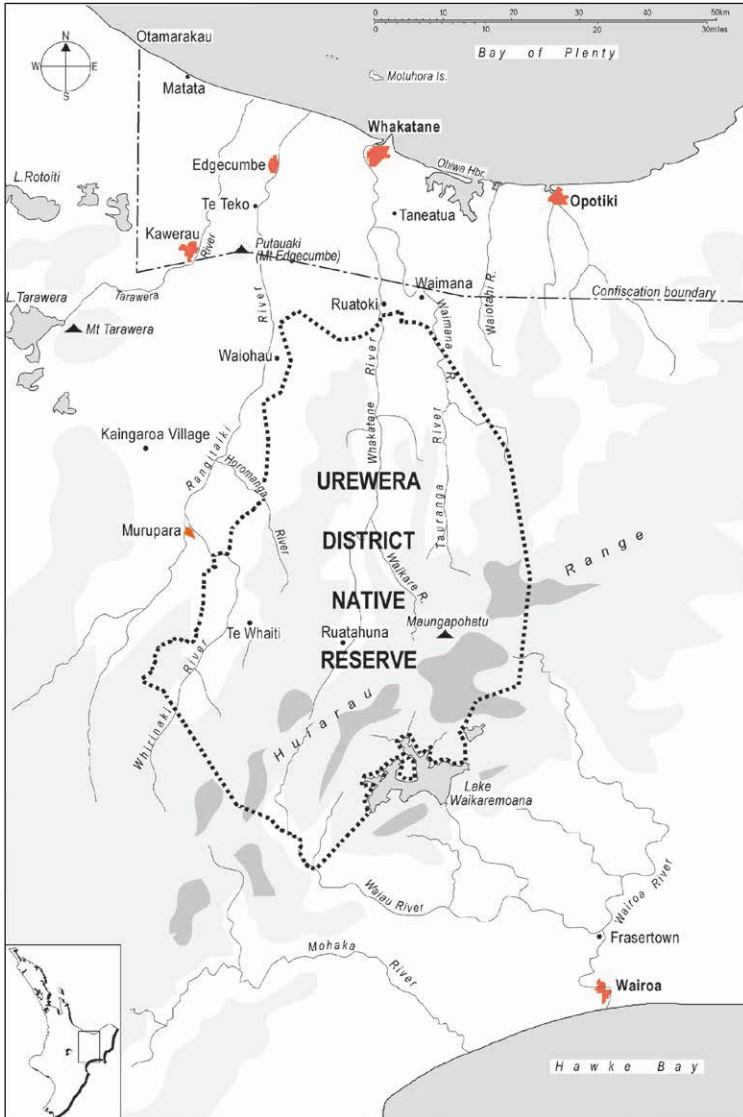 0 10 20 30 40 50km
0 10 20 30miles
Bay of Plenty
N
W E
S
Otamarakau
Matata
Motuhora Is.
Whakatane
Edgecumbe
Ohiwa Hbr.
L.Rotoiti
Te Teko
Taneatua
Opotiki
Kawerau
River
Putauaki
(Mt Edgecumbe)
Waimana
Waiotahi R.
Tarawera
L.Tarawera
Ruatoki
Confiscation boundary
Mt Tarawera
River
Waimana R.
Waiohau
River
Whakatane
Kaingaroa Village
Rangitaiki
Horomanga
River
Tauranga River
UREWERA
DISTRICT
NATIVE
RESERVE
Murupara
Waikare R.
Range
Maungapohatu
Te Whaiti
Ruatahuna
Whirinaki River
Huiarau
Lake
Waikaremoana
Waiau River
Wairoa River
Frasertown
Mohaka River
Wairoa
Hawke Bay